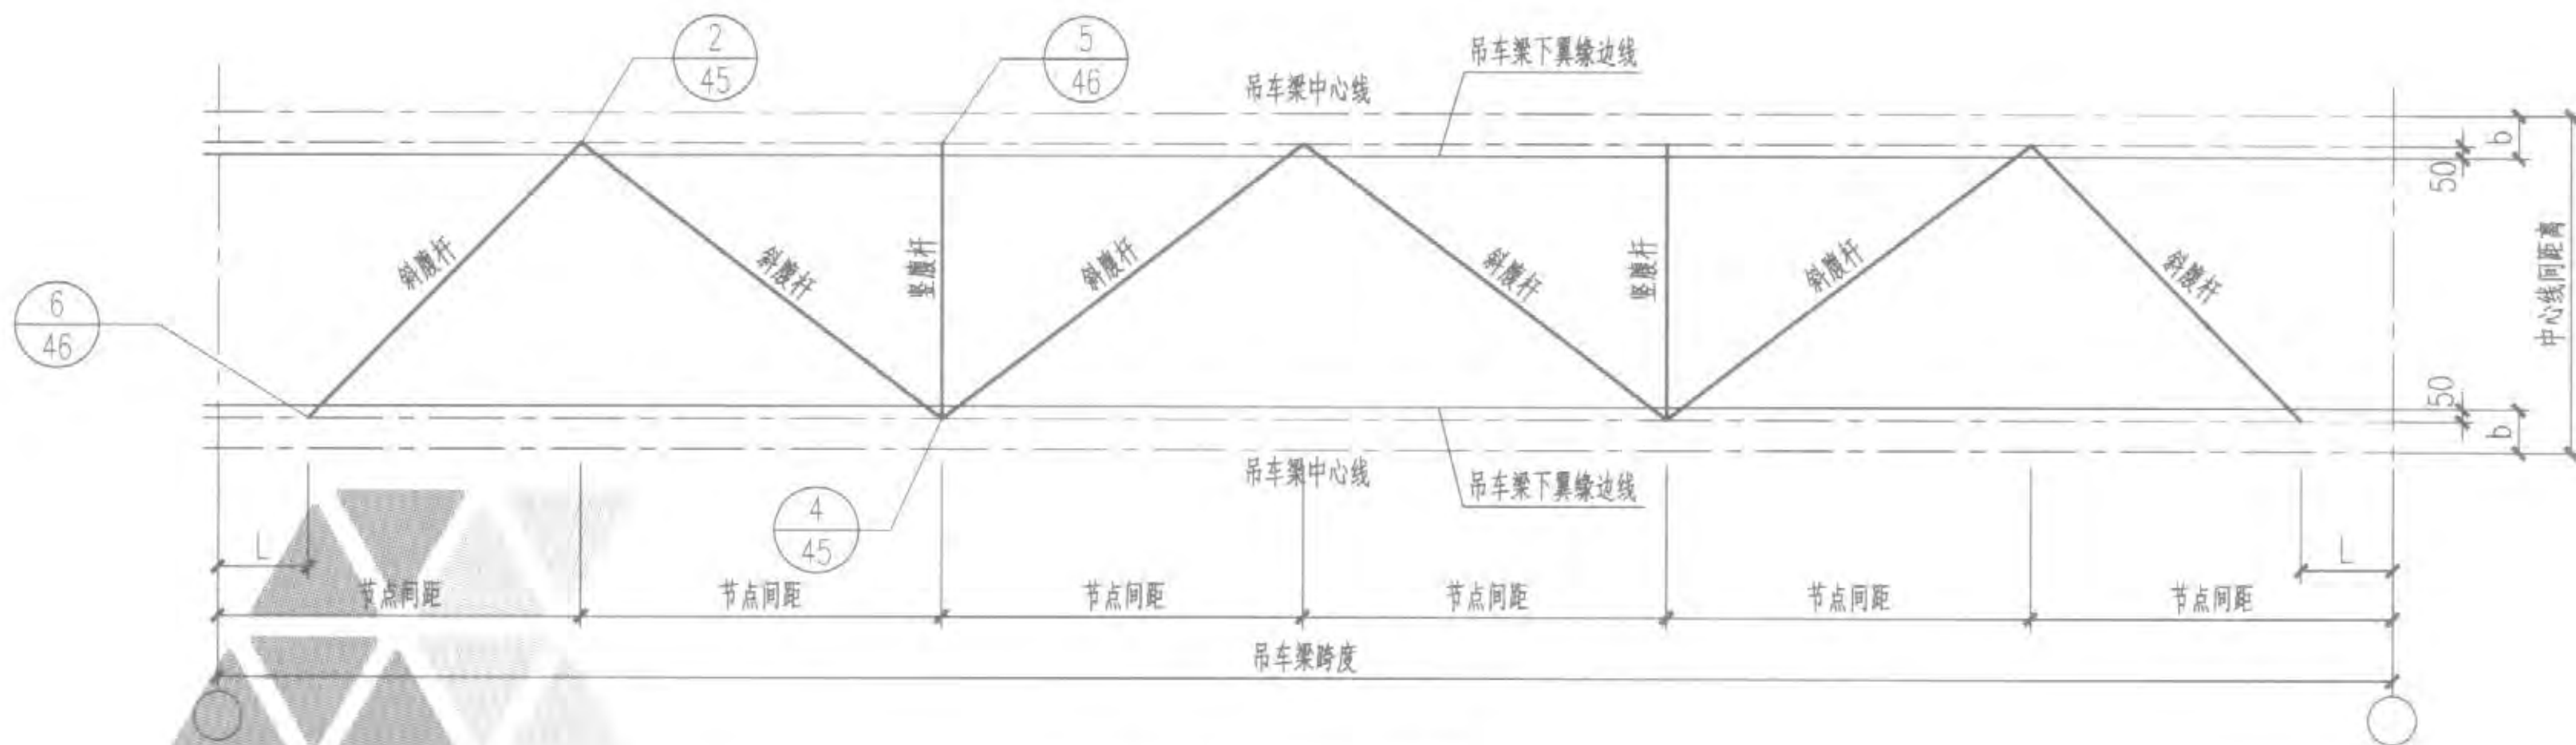 2
45
5
46
吊车梁下翼缘边线
吊车梁中心线
b
50
斜腹杆
斜腹杆
竖腹杆
斜腹杆
斜腹杆
竖腹杆
斜腹杆
斜腹杆
中心线间距离
6
46
50
b
吊车梁中心线
吊车梁下翼缘边线
4
45
L
L
节点间距
节点间距
节点间距
节点间距
节点间距
节点间距
吊车梁跨度